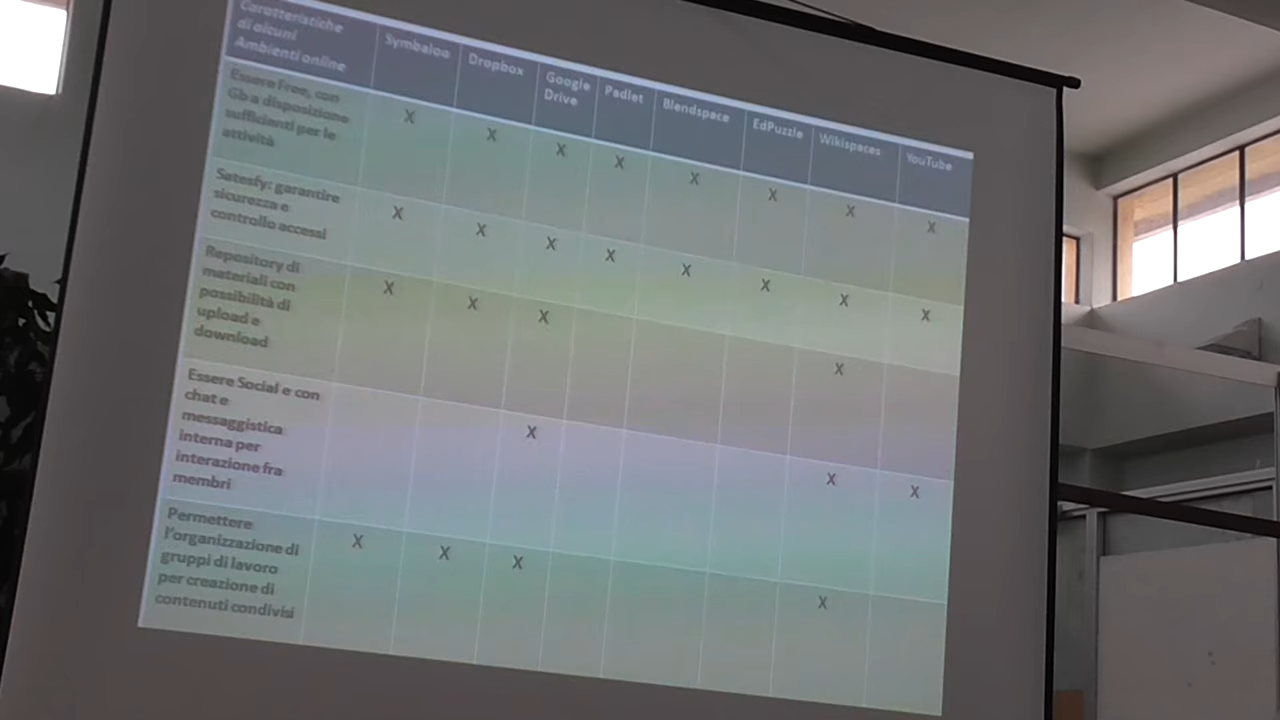 Caratteristiche
di alcuni
Ambienti online
Symbaloo
Dropbox
Google
Drive
Padlet
Blendspace
EdPuzzle
Wikispaces
YouTube
Essere Free, con
Gb a disposizione
sufficienti per le
attività
X X X X X X X X
Satesfy: garantire
sicurezza e
controllo accessi
X X X X X X X X
Repository di
materiali con
possibilità di
upload e
download
X X X X
Essere Social e con
chat e
messaggistica
interna per
interazione fra
membri
X X X
Permettere
l'organizzazione di
gruppi di lavoro
per creazione di
contenuti condivisi
X X X X